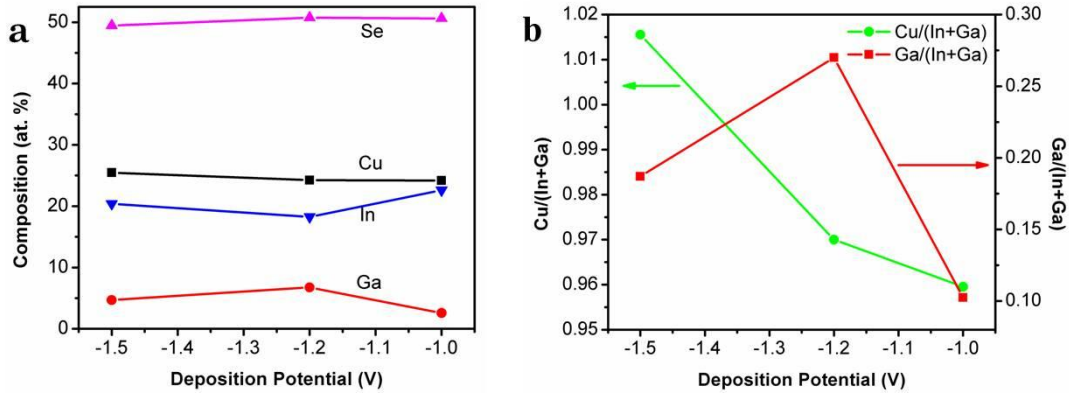 a
Composition (at. %)
50
40
30
20
10
0
Se
Cu
In
Ga
-1.5
-1.4
-1.3
-1.2
-1.1
-1.0
Deposition Potential (V)
b
Cu/(In+Ga)
1.02
1.01
1.00
0.99
0.98
0.97
0.96
0.95
Cu/(In+Ga)
Ga/(In+Ga)
0.30
0.25
0.20
0.15
0.10
Ga/(In+Ga)
-1.5
-1.4
-1.3
-1.2
-1.1
-1.0
Deposition Potential (V)